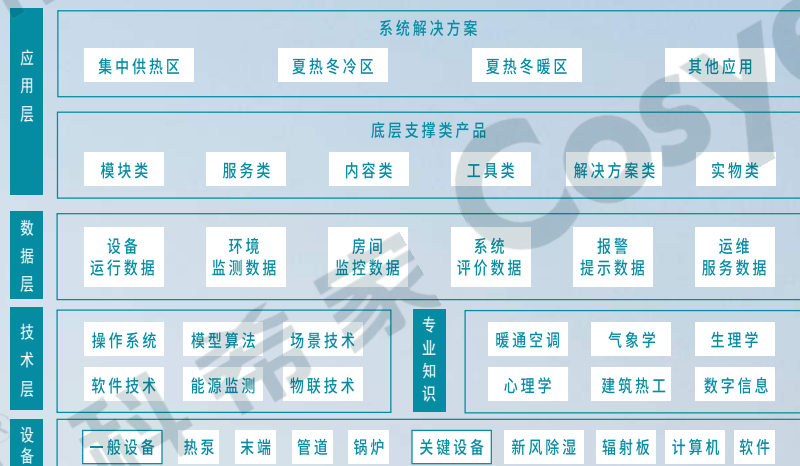 应用层
系统解决方案
集中供热区 夏热冬冷区 夏热冬暖区 其他应用
底层支撑类产品
模块类 服务类 内容类 工具类 解决方案类 实物类
数据层
设备 环境 房间 系统 报警 运维
运行数据 监测数据 监控数据 评价数据 提示数据 服务数据
技术层
操作系统 模型算法 场景技术
软件技术 能源监测 物联技术
专业知识
暖通空调 气象学 生理学
心理学 建筑热工 数字信息
设备
一般设备 热泵 末端 管道 锅炉 关键设备 新风除湿 辐射板 计算机 软件
科希家 Cosye